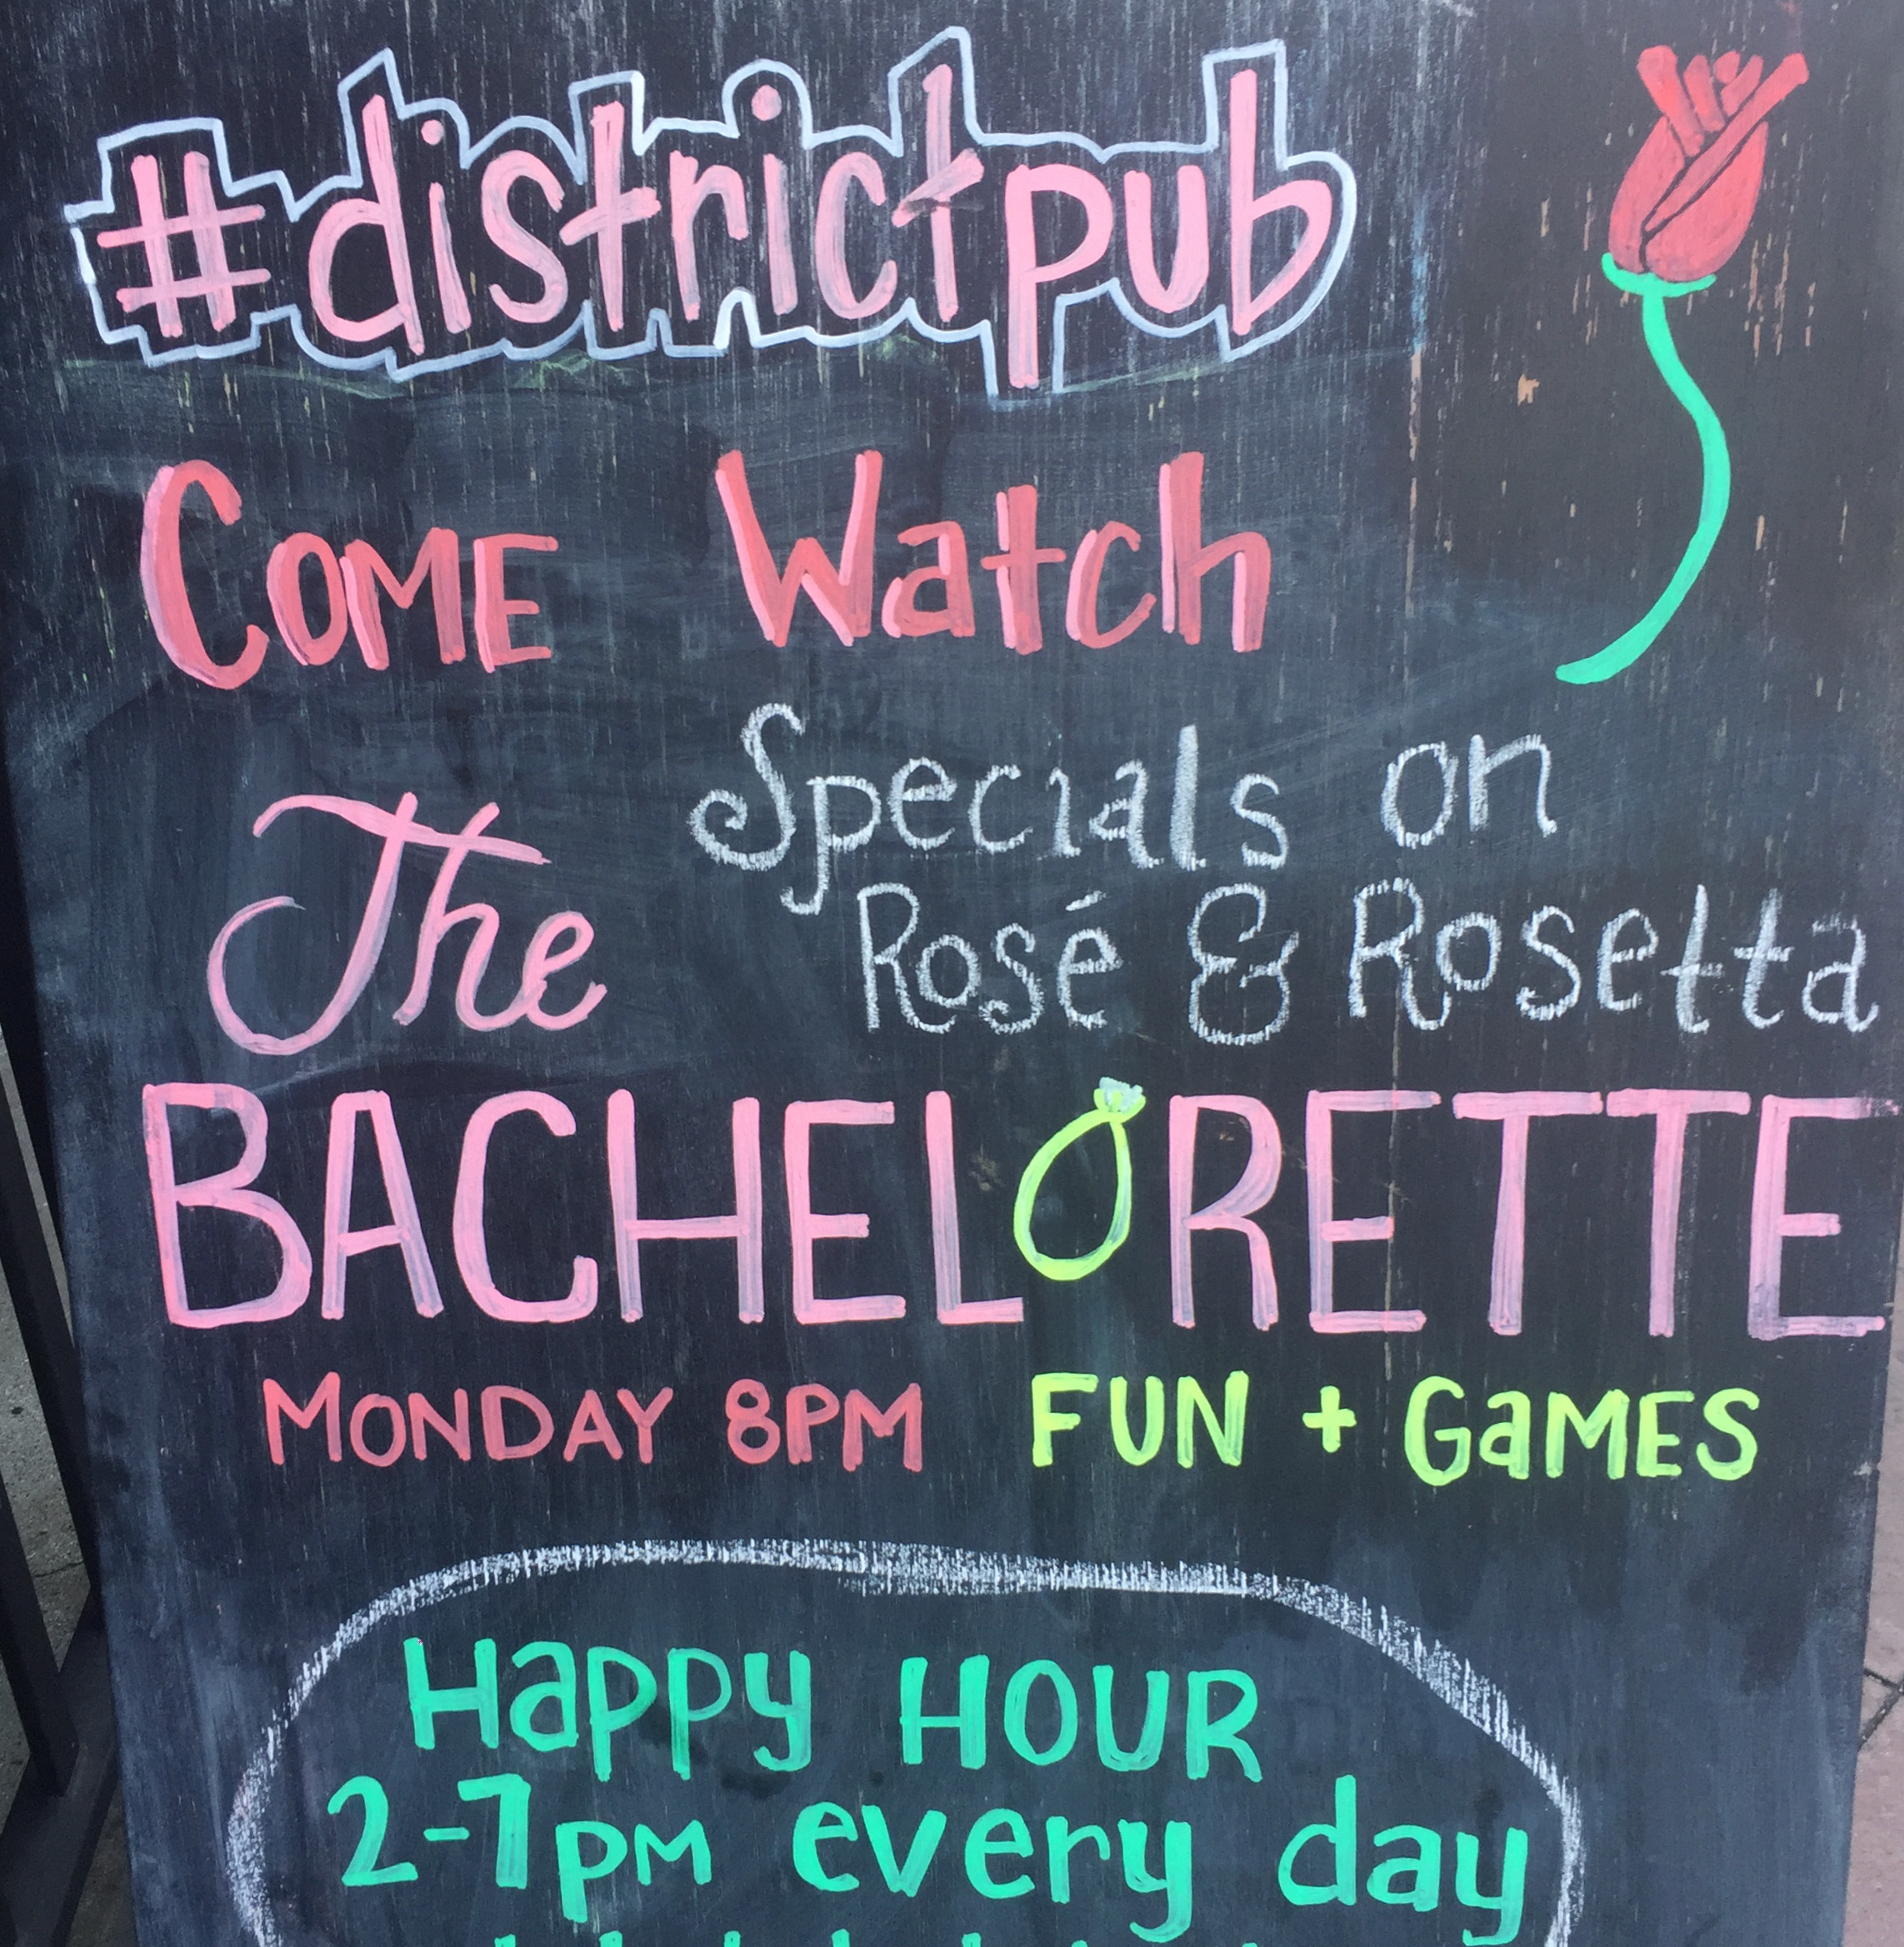 #districtpub
COME Watch
Specials on
The Rosé & Rosetta
BACHELORETTE
MONDAY 8PM FUN + GaMES
Happy HOUR
2-7pm every day